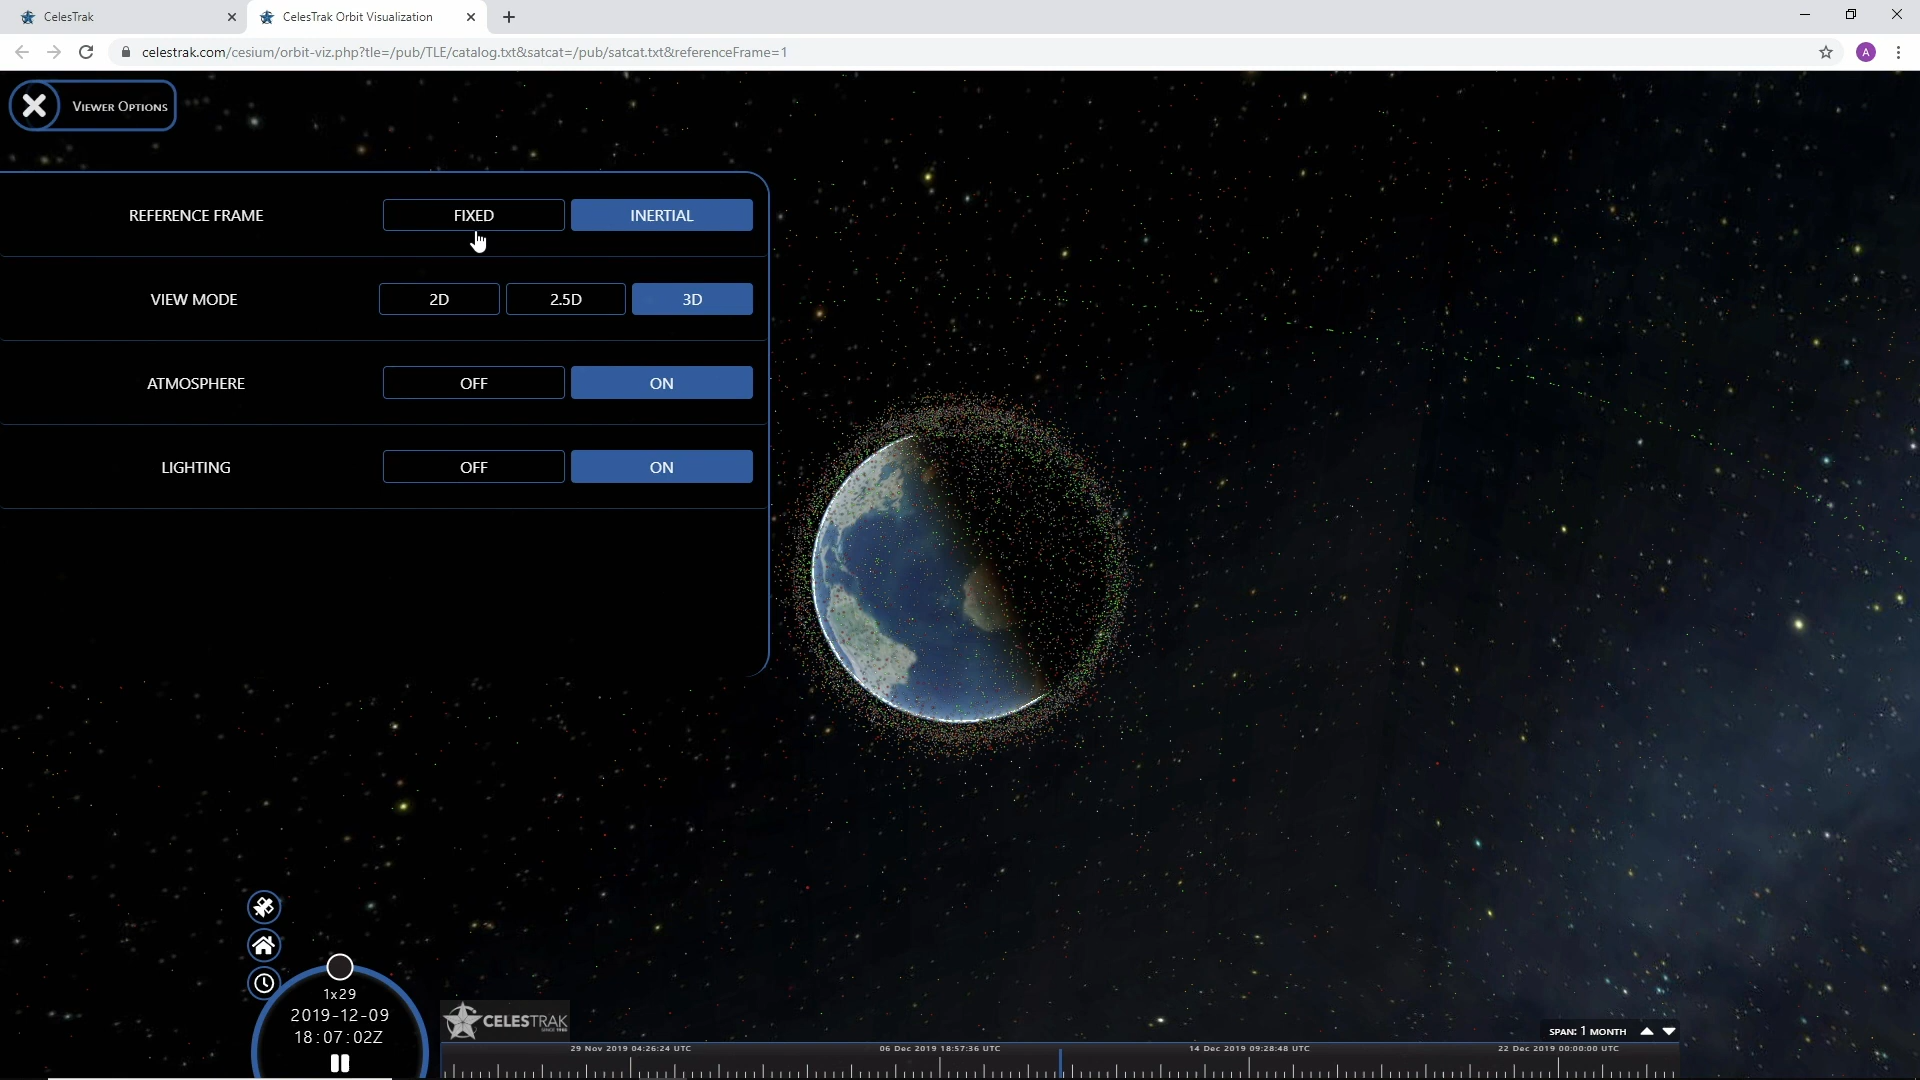 CelesTrak
CelesTrak Orbit Visualization
celestrak.com/cesium/orbit-viz.php?tle=/pub/TLE/catalog.txt&satcat=/pub/satcat.txt&referenceFrame=1
A
VIEWER OPTIONS
REFERENCE FRAME FIXED INERTIAL
VIEW MODE 2D 2.5D 3D
ATMOSPHERE OFF ON
LIGHTING OFF ON
1x29
2019-12-09
18:07:02Z
CELESTRAK
SINCE 1985
SPAN: 1 MONTH
29 Nov 2019 04:26:24 UTC 06 Dec 2019 18:57:36 UTC 14 Dec 2019 09:28:48 UTC 22 Dec 2019 00:00:00 UTC